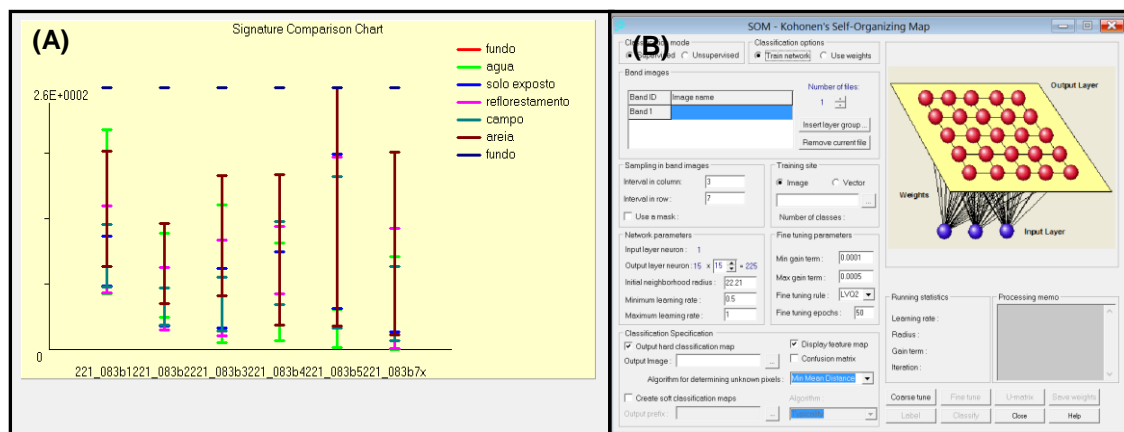 (A)
Signature Comparison Chart
fundo
agua
solo exposto
reflorestamento
campo
areia
fundo
2.6E+0002
0
221_083b1221_083b2221_083b3221_083b4221_083b5221_083b7x
(B)
SOM - Kohonen's Self-Organizing Map
Classification mode
Supervised
Unsupervised
Classification options
Train network
Use weights
Band images
Number of files:
1
Band ID
Image name
Band 1
Insert layer group ...
Remove current file
Sampling in band images
Interval in column:
3
Interval in row:
7
Use a mask :
Training site
Image
Vector
...
Number of classes :
Network parameters
Input layer neuron : 1
Output layer neuron : 15 x 15 = 225
Initial neighborhood radius : 22.21
Minimum learning rate : 0.5
Maximum learning rate : 1
Fine tuning parameters
Min gain term : 0.0001
Max gain term : 0.0005
Fine tuning rule : LVQ2
Fine tuning epochs : 50
Classification Specification
Output hard classification map
Display feature map
Confusion matrix
Output Image :
...
Algorithm for determining unknown pixels : Min Mean Distance
Create soft classification maps
Algorithm :
Output prefix :
...
Output Layer
Weights
Input Layer
Running statistics
Learning rate :
Radius :
Gain term :
Iteration :
Processing memo
Coarse tune
Fine tune
U-matrix
Save weights
Label
Classify
Close
Help